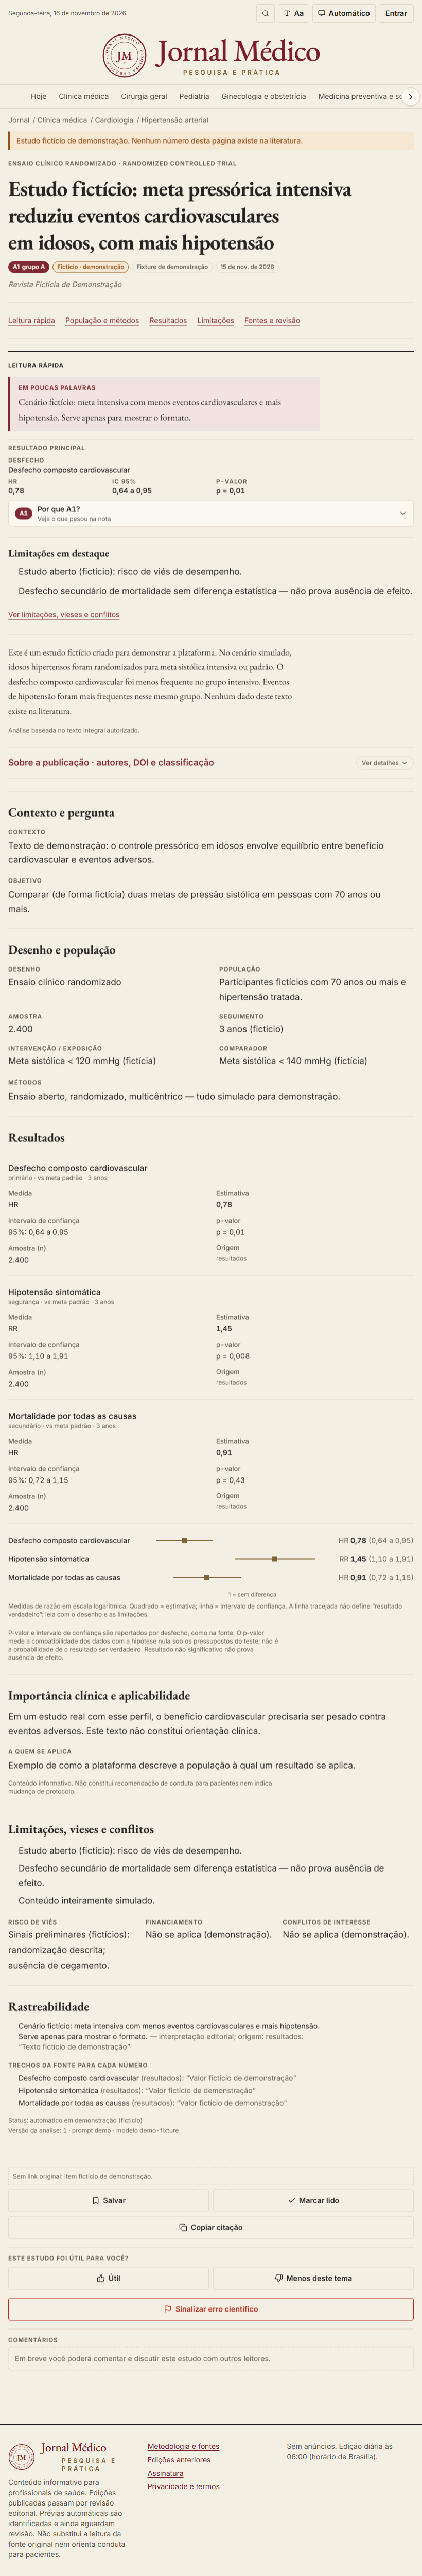 Segunda-feira, 16 de novembro de 2026
Aa
Automático
Entrar
JORNAL MÉDICO
JM
Jornal Médico
PESQUISA E PRÁTICA
Hoje
Clínica médica
Cirurgia geral
Pediatria
Ginecologia e obstetrícia
Medicina preventiva e so
Jornal / Clínica médica / Cardiologia / Hipertensão arterial
Estudo fictício de demonstração. Nenhum número desta página existe na literatura.
ENSAIO CLÍNICO RANDOMIZADO · RANDOMIZED CONTROLLED TRIAL
Estudo fictício: meta pressórica intensiva
reduziu eventos cardiovasculares
em idosos, com mais hipotensão
A1 grupo A
Fictício · demonstração
Fixture de demonstração
15 de nov. de 2026
Revista Fictícia de Demonstração
Leitura rápida
População e métodos
Resultados
Limitações
Fontes e revisão
LEITURA RÁPIDA
EM POUCAS PALAVRAS
Cenário fictício: meta intensiva com menos eventos cardiovasculares e mais
hipotensão. Serve apenas para mostrar o formato.
RESULTADO PRINCIPAL
DESFECHO
Desfecho composto cardiovascular
HR
IC 95%
P-VALOR
0,78
0,64 a 0,95
p = 0,01
A1
Por que A1?
Veja o que pesou na nota
Limitações em destaque
Estudo aberto (fictício): risco de viés de desempenho.
Desfecho secundário de mortalidade sem diferença estatística — não prova ausência de efeito.
Ver limitações, vieses e conflitos
Este é um estudo fictício criado para demonstrar a plataforma. No cenário simulado,
idosos hipertensos foram randomizados para meta sistólica intensiva ou padrão. O
desfecho composto cardiovascular foi menos frequente no grupo intensivo. Eventos
de hipotensão foram mais frequentes nesse mesmo grupo. Nenhum dado deste texto
existe na literatura.
Análise baseada no texto integral autorizado.
Sobre a publicação · autores, DOI e classificação
Ver detalhes
Contexto e pergunta
CONTEXTO
Texto de demonstração: o controle pressórico em idosos envolve equilíbrio entre benefício
cardiovascular e eventos adversos.
OBJETIVO
Comparar (de forma fictícia) duas metas de pressão sistólica em pessoas com 70 anos ou
mais.
Desenho e população
DESENHO
POPULAÇÃO
Ensaio clínico randomizado
Participantes fictícios com 70 anos ou mais e
hipertensão tratada.
AMOSTRA
SEGUIMENTO
2.400
3 anos (fictício)
INTERVENÇÃO / EXPOSIÇÃO
COMPARADOR
Meta sistólica < 120 mmHg (fictícia)
Meta sistólica < 140 mmHg (fictícia)
MÉTODOS
Ensaio aberto, randomizado, multicêntrico — tudo simulado para demonstração.
Resultados
Desfecho composto cardiovascular
primário · vs meta padrão · 3 anos
Medida
Estimativa
HR
0,78
Intervalo de confiança
p-valor
95%: 0,64 a 0,95
p = 0,01
Amostra (n)
Origem
2.400
resultados
Hipotensão sintomática
segurança · vs meta padrão · 3 anos
Medida
Estimativa
RR
1,45
Intervalo de confiança
p-valor
95%: 1,10 a 1,91
p = 0,008
Amostra (n)
Origem
2.400
resultados
Mortalidade por todas as causas
secundário · vs meta padrão · 3 anos
Medida
Estimativa
HR
0,91
Intervalo de confiança
p-valor
95%: 0,72 a 1,15
p = 0,43
Amostra (n)
Origem
2.400
resultados
Desfecho composto cardiovascular
HR 0,78 (0,64 a 0,95)
Hipotensão sintomática
RR 1,45 (1,10 a 1,91)
Mortalidade por todas as causas
HR 0,91 (0,72 a 1,15)
1 = sem diferença
Medidas de razão em escala logarítmica. Quadrado = estimativa; linha = intervalo de confiança. A linha tracejada não define "resultado
verdadeiro": leia com o desenho e as limitações.
P-valor e intervalo de confiança são reportados por desfecho, como na fonte. O p-valor
mede a compatibilidade dos dados com a hipótese nula sob os pressupostos do teste; não é
a probabilidade de o resultado ser verdadeiro. Resultado não significativo não prova
ausência de efeito.
Importância clínica e aplicabilidade
Em um estudo real com esse perfil, o benefício cardiovascular precisaria ser pesado contra
eventos adversos. Este texto não constitui orientação clínica.
A QUEM SE APLICA
Exemplo de como a plataforma descreve a população à qual um resultado se aplica.
Conteúdo informativo. Não constitui recomendação de conduta para pacientes nem indica
mudança de protocolo.
Limitações, vieses e conflitos
Estudo aberto (fictício): risco de viés de desempenho.
Desfecho secundário de mortalidade sem diferença estatística — não prova ausência de
efeito.
Conteúdo inteiramente simulado.
RISCO DE VIÉS
FINANCIAMENTO
CONFLITOS DE INTERESSE
Sinais preliminares (fictícios):
randomização descrita;
ausência de cegamento.
Não se aplica (demonstração).
Não se aplica (demonstração).
Rastreabilidade
Cenário fictício: meta intensiva com menos eventos cardiovasculares e mais hipotensão.
Serve apenas para mostrar o formato. — interpretação editorial; origem: resultados:
"Texto fictício de demonstração"
TRECHOS DA FONTE PARA CADA NÚMERO
Desfecho composto cardiovascular (resultados): "Valor fictício de demonstração"
Hipotensão sintomática (resultados): "Valor fictício de demonstração"
Mortalidade por todas as causas (resultados): "Valor fictício de demonstração"
Status: automático em demonstração (fictício)
Versão da análise: 1 · prompt demo · modelo demo-fixture
Sem link original: item fictício de demonstração.
Salvar
Marcar lido
Copiar citação
ESTE ESTUDO FOI ÚTIL PARA VOCÊ?
Útil
Menos deste tema
Sinalizar erro científico
COMENTÁRIOS
Em breve você poderá comentar e discutir este estudo com outros leitores.
JM
Jornal Médico
PESQUISA E
PRÁTICA
Conteúdo informativo para
profissionais de saúde. Edições
publicadas passam por revisão
editorial. Prévias automáticas são
identificadas e ainda aguardam
revisão. Não substitui a leitura da
fonte original nem orienta conduta
para pacientes.
Metodologia e fontes
Edições anteriores
Assinatura
Privacidade e termos
Sem anúncios. Edição diária às
06:00 (horário de Brasília).